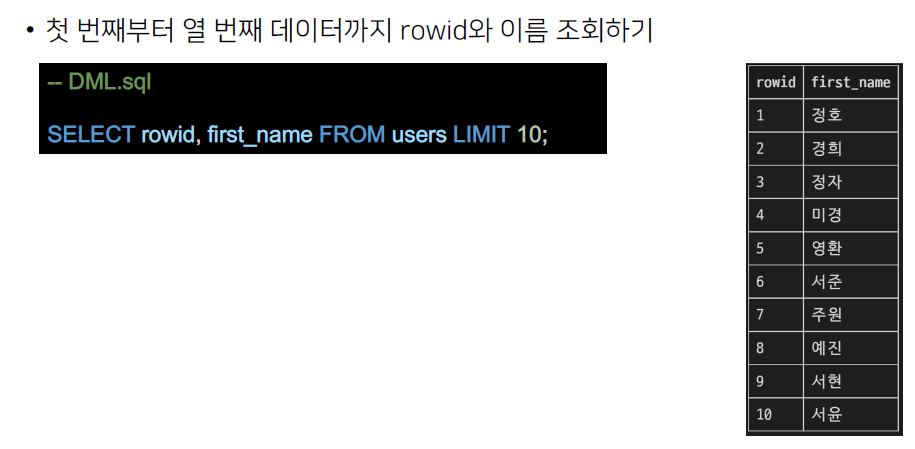 • 첫 번째부터 열 번째 데이터까지 rowid와 이름 조회하기
-- DML.sql
SELECT rowid, first_name FROM users LIMIT 10;
rowid first_name
1 정호
2 경희
3 정자
4 미경
5 영환
6 서준
7 주원
8 예진
9 서현
10 서윤